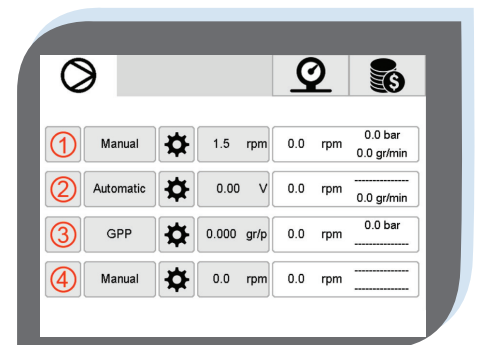 $
1 Manual 1.5 rpm 0.0 rpm 0.0 bar
0.0 gr/min
2 Automatic 0.00 V 0.0 rpm --------------
0.0 gr/min
3 GPP 0.000 gr/p 0.0 rpm 0.0 bar
--------------
4 Manual 0.0 rpm 0.0 rpm --------------
--------------